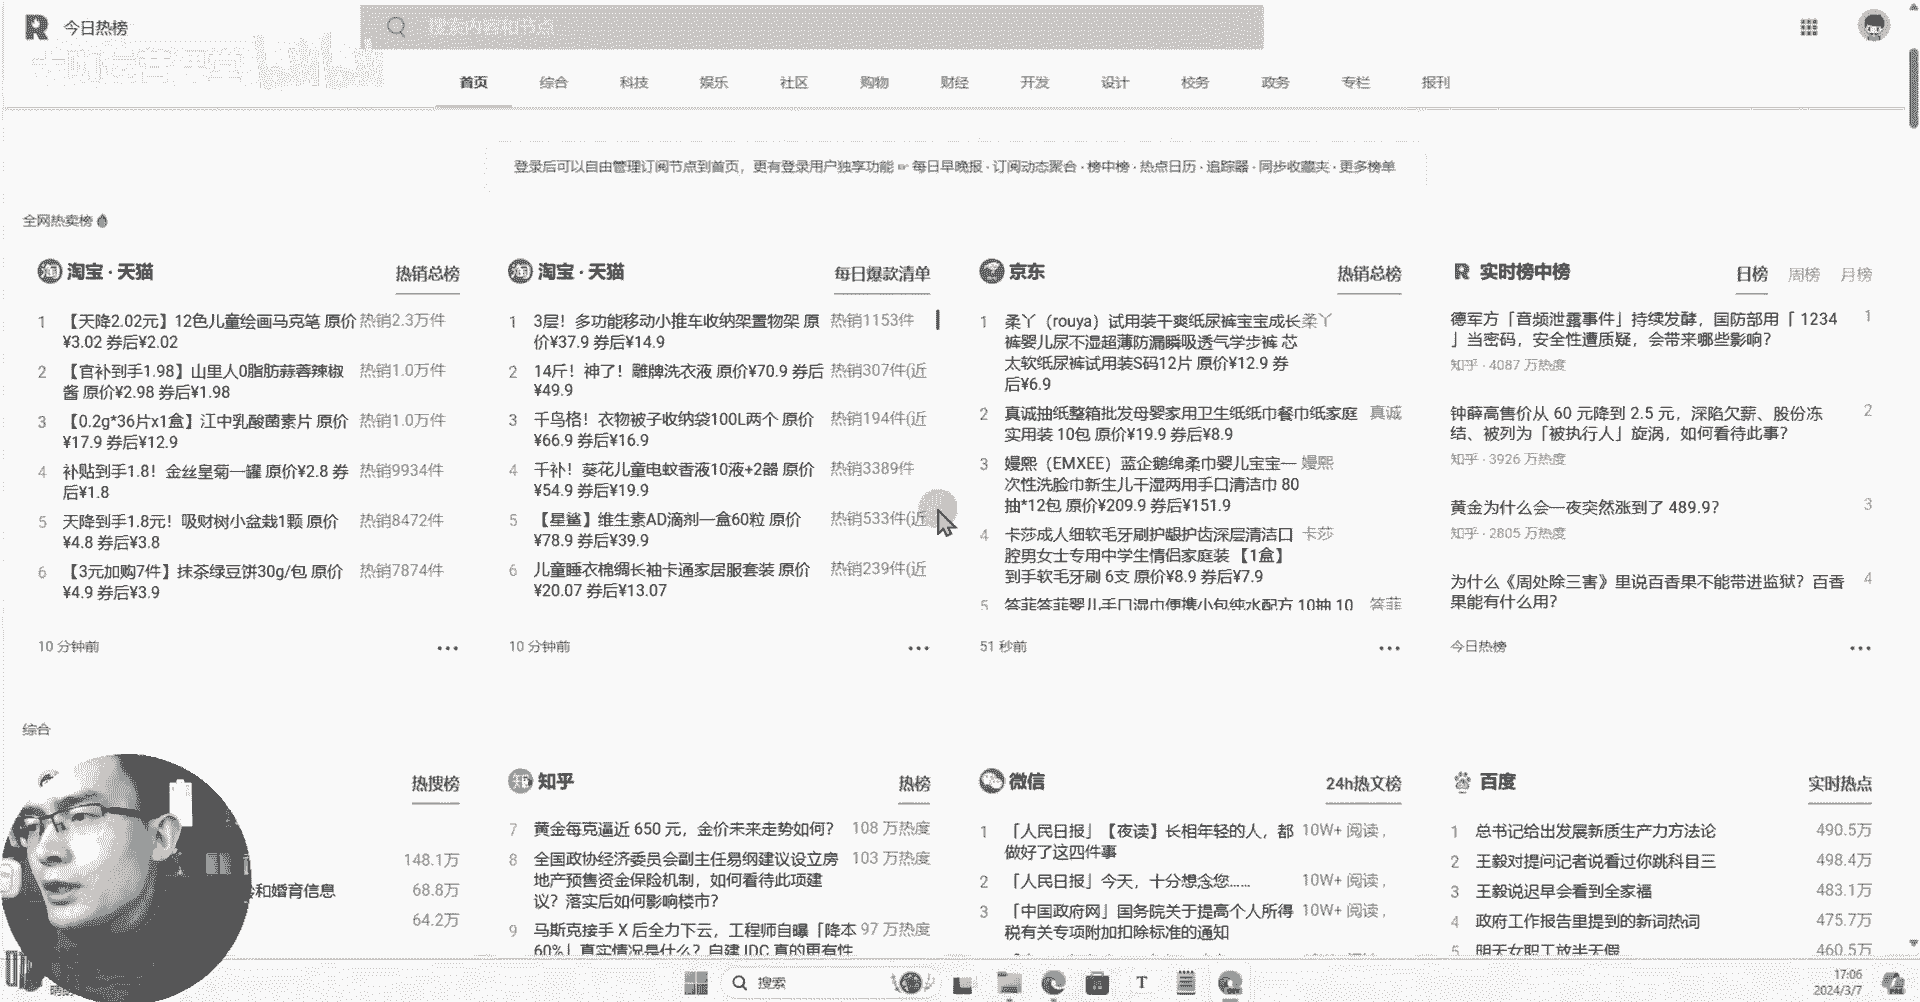 今日热榜
搜索内容和节点
首页 综合 科技 娱乐 社区 购物 财经 开发 设计 校务 政务 专栏 报刊
登录后可以自由管理订阅节点到首页，更有登录用户独享功能 ☞ 每日早晚报 · 订阅动态聚合 · 榜中榜 · 热点日历 · 追踪器 · 同步收藏夹 · 更多榜单
全网热卖榜
淘宝 · 天猫 热销总榜
1 【天降2.02元】12色儿童绘画马克笔 原价 热销2.3万件
¥3.02 券后¥2.02
2 【官补到手1.98】山里人0脂肪蒜蓉辣椒 热销1.0万件
酱 原价¥2.98 券后¥1.98
3 【0.2g*36片x1盒】江中乳酸菌素片 原价 热销1.0万件
¥17.9 券后¥12.9
4 补贴到手1.8！金丝皇菊一罐 原价¥2.8 券 热销9934件
后¥1.8
5 天降到手1.8元！吸财树小盆栽1颗 原价 热销8472件
¥4.8 券后¥3.8
6 【3元加购7件】抹茶绿豆饼30g/包 原价 热销7874件
¥4.9 券后¥3.9
10 分钟前
淘宝 · 天猫 每日爆款清单
1 3层！多功能移动小推车收纳架置物架 原 热销1153件
价¥37.9 券后¥14.9
2 14斤！神了！雕牌洗衣液 原价¥70.9 券后 热销307件(近
¥49.9
3 千鸟格！衣物被子收纳袋100L两个 原价 热销194件(近
¥66.9 券后¥16.9
4 千补！葵花儿童电蚊香液10液+2器 原价 热销3389件
¥54.9 券后¥19.9
5 【星鲨】维生素AD滴剂一盒60粒 原价 热销533件(近
¥78.9 券后¥39.9
6 儿童睡衣棉绸长袖卡通家居服套装 原价 热销239件(近
¥20.07 券后¥13.07
10 分钟前
京东 热销总榜
1 柔丫（rouya）试用装干爽纸尿裤宝宝成长 柔丫
裤婴儿尿不湿超薄防漏瞬吸透气学步裤 芯
太软纸尿裤试用装S码12片 原价¥12.9 券
后¥6.9
2 真诚抽纸整箱批发母婴家用卫生纸纸巾餐巾纸家庭 真诚
实用装 10包 原价¥19.9 券后¥8.9
3 嫚熙（EMXEE）蓝企鹅绵柔巾婴儿宝宝一 嫚熙
次性洗脸巾新生儿干湿两用手口清洁巾 80
抽*12包 原价¥209.9 券后¥151.9
4 卡莎成人细软毛牙刷护龈护齿深层清洁口 卡莎
腔男女士专用中学生情侣家庭装 【1盒】
到手软毛牙刷 6支 原价¥8.9 券后¥7.9
5 答菲答菲婴儿手口湿巾便携小包纯水配方 10抽 10 答菲
51 秒前
实时榜中榜 日榜 周榜 月榜
德军方「音频泄露事件」持续发酵，国防部用「 1234 1
」当密码，安全性遭质疑，会带来哪些影响？
知乎 · 4087 万热度
钟薛高售价从 60 元降到 2.5 元，深陷欠薪、股份冻 2
结、被列为「被执行人」旋涡，如何看待此事？
知乎 · 3926 万热度
黄金为什么会一夜突然涨到了 489.9？ 3
知乎 · 2805 万热度
为什么《周处除三害》里说百香果不能带进监狱？百香 4
果能有什么用？
今日热榜
综合
热搜榜
148.1万
和婚育信息 68.8万
64.2万
知乎 热榜
7 黄金每克逼近 650 元，金价未来走势如何？ 108 万热度
8 全国政协经济委员会副主任易纲建议设立房 103 万热度
地产预售资金保险机制，如何看待此项建
议？落实后如何影响楼市？
9 马斯克接手 X 后全力下云，工程师自曝「降本 97 万热度
60%」真实情况是什么？自建 IDC 真的更有性
微信 24h热文榜
1 「人民日报」【夜读】长相年轻的人，都 10W+ 阅读 ,
做好了这四件事
2 「人民日报」今天，十分想念您…… 10W+ 阅读 ,
3 「中国政府网」国务院关于提高个人所得 10W+ 阅读 ,
税有关专项附加扣除标准的通知
百度 实时热点
1 总书记给出发展新质生产力方法论 490.5万
2 王毅对提问记者说看过你跳科目三 498.4万
3 王毅说迟早会看到全家福 483.1万
4 政府工作报告里提到的新词热词 475.7万
5 明天女职工放半天假 460.5万
搜索
17:06
2024/3/7